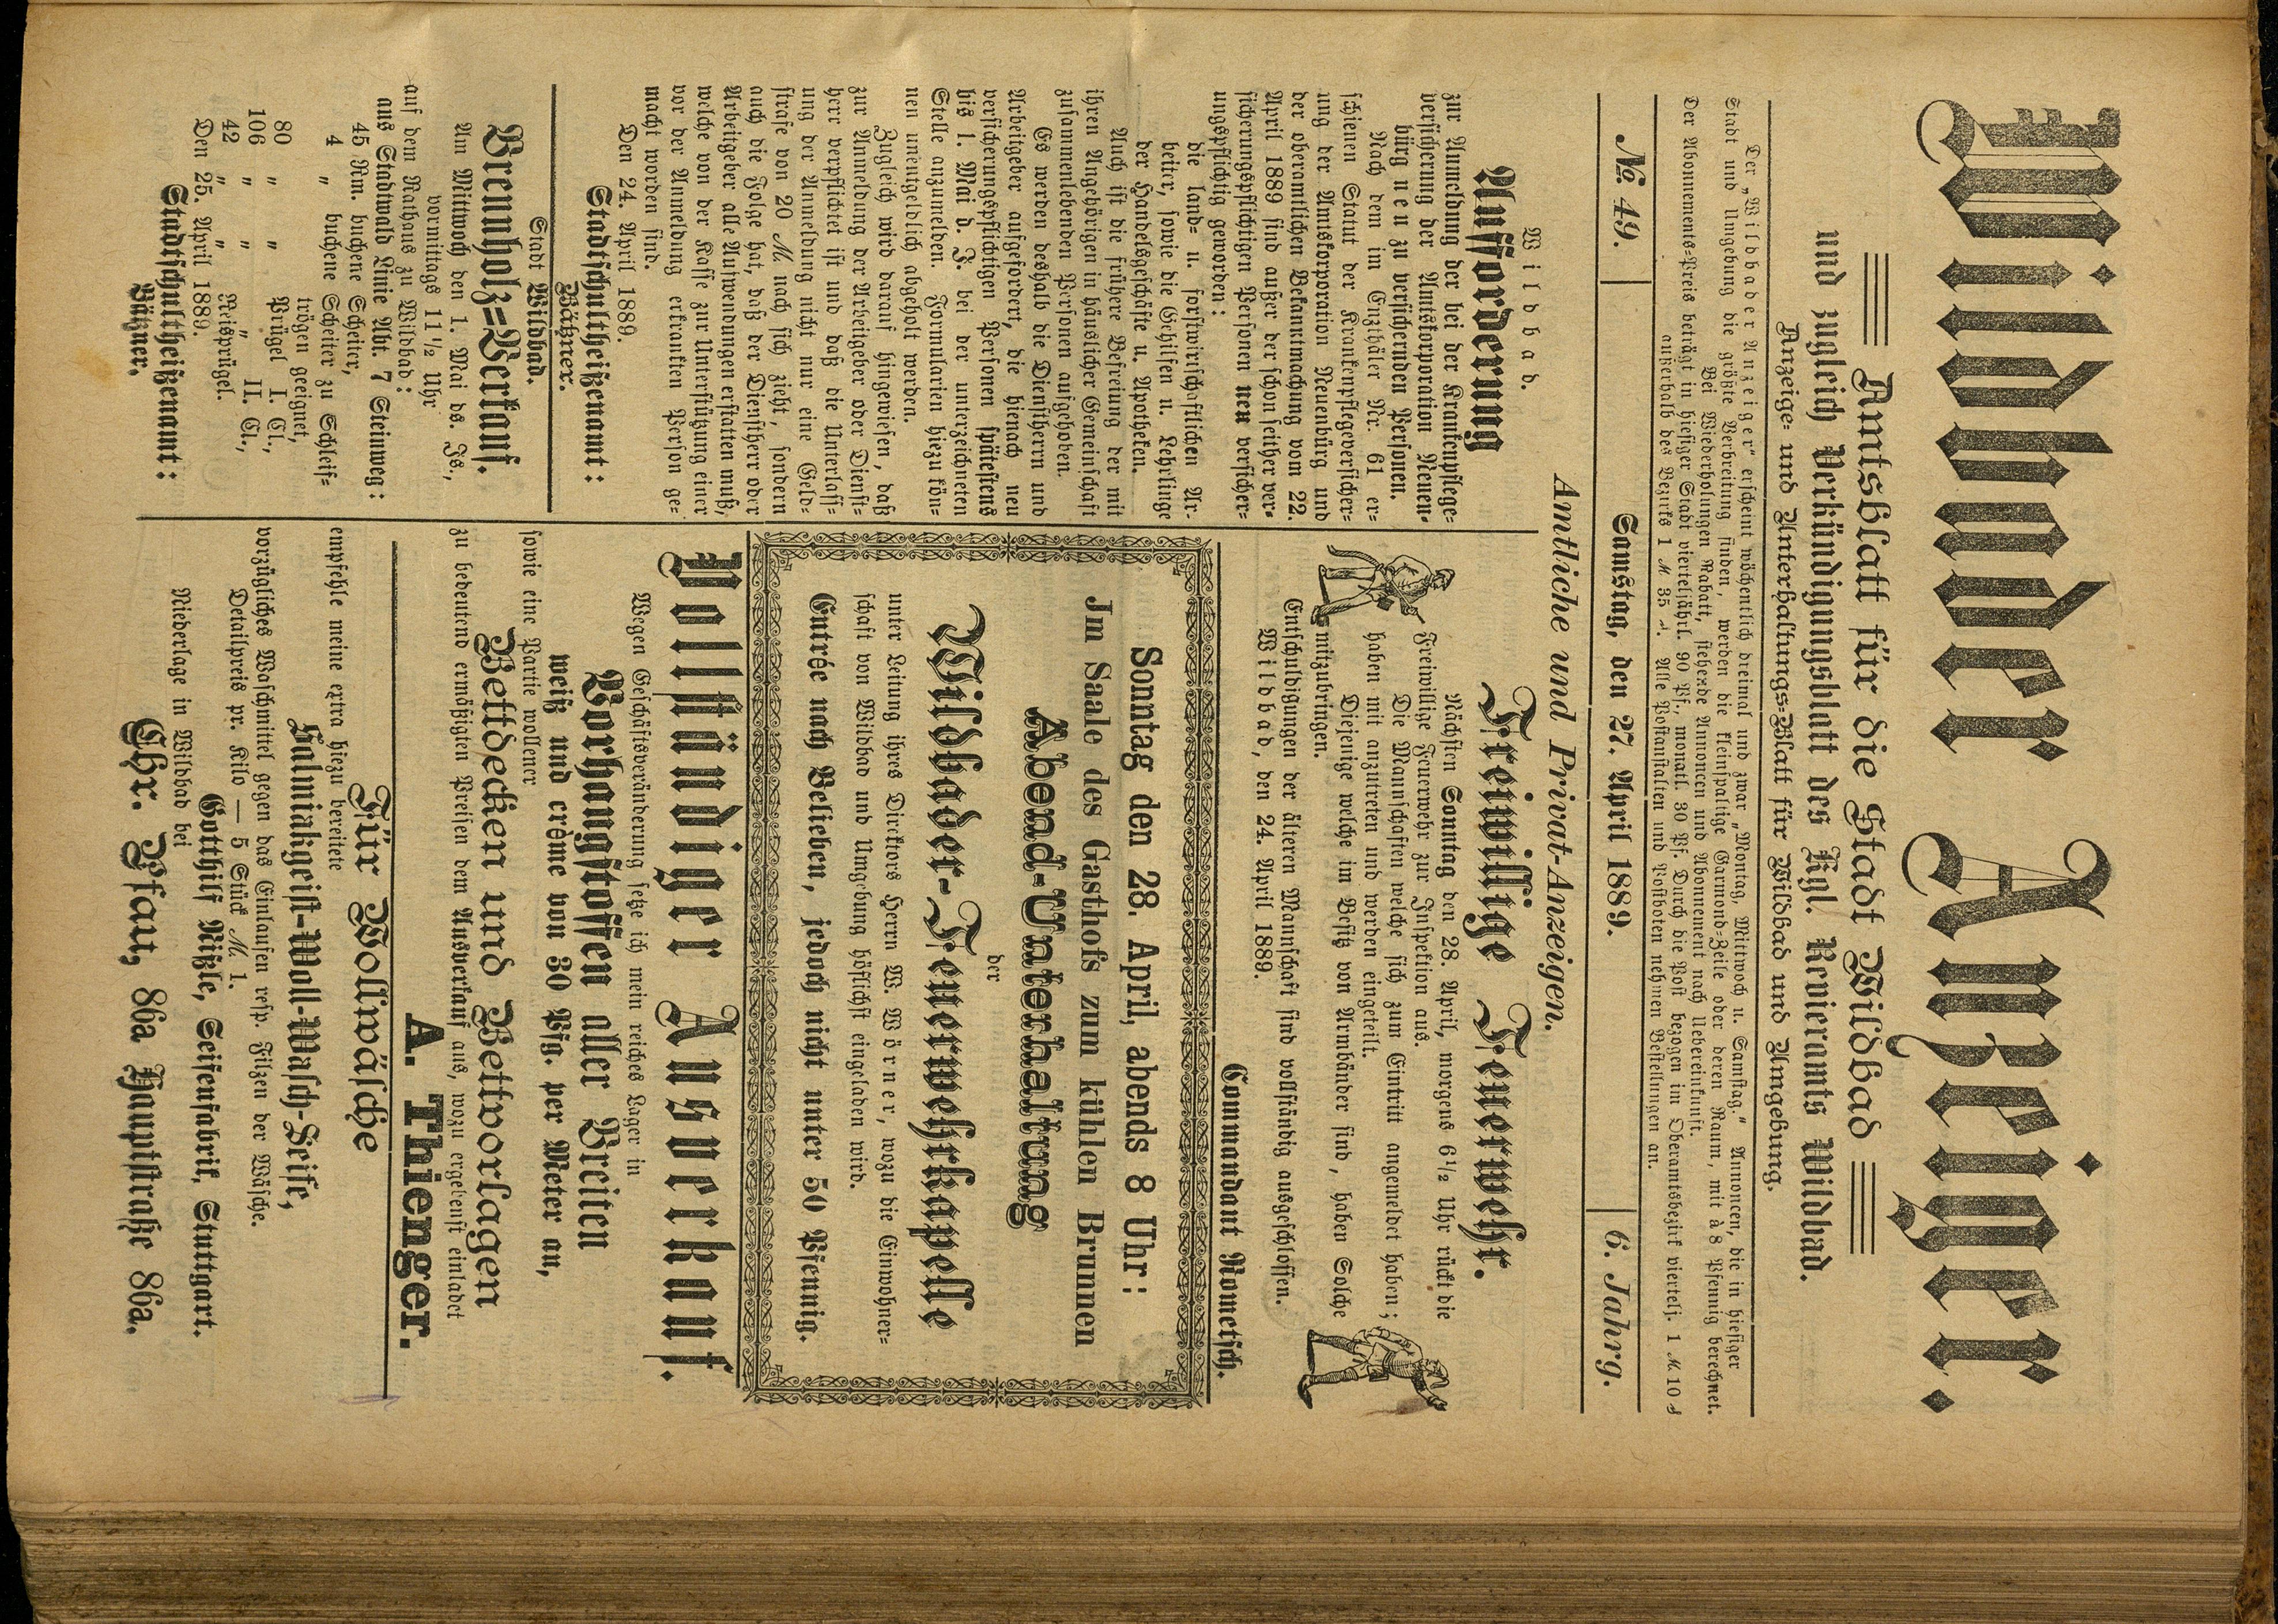 Wildbader Anzeiger.
Amtsblatt für die Stadt Wildbad
und zugleich Verkündigungsblatt des Kgl. Revieramts Wildbad.
Anzeige- und Unterhaltungs-Blatt für Wildbad und Umgebung.
Der „Wildbader Anzeiger“ erscheint wöchentlich dreimal und zwar „Montag, Mittwoch u. Samstag.“ Annoncen, die in hiesiger
Stadt und Umgebung die größte Verbreitung finden, werden die kleinspaltige Garmond-Zeile oder deren Raum, mit à 8 Pfennig berechnet.
Bei Wiederholungen Rabatt, stehende Annoncen und Abonnement nach Uebereinkunft.
Der Abonnements-Preis beträgt in hiesiger Stadt vierteljährl. 90 Pf., monatl. 30 Pf. Durch die Post bezogen im Oberamtsbezirk viertelj. 1 M. 10 ₰
außerhalb des Bezirks 1 M. 35 ₰. Alle Postanstalten und Postboten nehmen Bestellungen an.
No. 49.
Samstag, den 27. April 1889.
6. Jahrg.
Amtliche und Privat-Anzeigen.
Wildbad.
Aufforderung
zur Anmeldung der bei der Krankenpflege-
versicherung der Amtskorporation Neuen-
bürg neu zu versichernden Personen.
Nach dem im Enzthäler Nr. 61 er-
schienen Statut der Krankenpflegeversicher-
ung der Amtskorporation Neuenbürg und
der oberamtlichen Bekanntmachung vom 22.
April 1889 sind außer der schon seither ver-
sicherungspflichtigen Personen neu versicher-
ungspflichtig geworden:
die land- u. forstwirtschaftlichen Ar-
beiter, sowie die Gehilfen u. Lehrlinge
der Handelsgeschäfte u. Apotheken.
Auch ist die frühere Befreiung der mit
ihren Angehörigen in häuslicher Gemeinschaft
zusammenlebenden Personen aufgehoben.
Es werden deshalb die Dienstherrn und
Arbeitgeber aufgefordert, die hienach neu
versicherungspflichtigen Personen spätestens
bis 1. Mai d. J. bei der unterzeichneten
Stelle anzumelden. Formularien hiezu kön-
nen unentgeldlich abgeholt werden.
Zugleich wird darauf hingewiesen, daß
zur Anmeldung der Arbeitgeber oder Dienst-
herr verpflichtet ist und daß die Unterlass-
ung der Anmeldung nicht nur eine Geld-
strafe von 20 M. nach sich zieht, sondern
auch die Folge hat, daß der Dienstherr oder
Arbeitgeber alle Aufwendungen erstatten muß,
welche von der Kasse zur Unterstützung einer
vor der Anmeldung erkrankten Person ge-
macht worden sind.
Den 24. April 1889.
Stadtschultheißenamt:
Bätzner.
Stadt Wildbad.
Brennholz-Verkauf.
Am Mittwoch den 1. Mai ds. Js.,
vormittags 11½ Uhr
auf dem Rathaus zu Wildbad:
aus Stadtwald Linie Abt. 7 Steinweg:
45 Rm. buchene Scheiter,
4 „ buchene Scheiter zu Schleif-
trögen geeignet,
80 „ „ Prügel I. Cl.,
106 „ „ „ II. Cl.,
42 „ „ Reisprügel.
Den 25. April 1889.
Stadtschultheißenamt:
Bätzner.
Freiwillige Feuerwehr.
Nächsten Sonntag den 28. April, morgens 6½ Uhr rückt die
Freiwillige Feuerwehr zur Inspektion aus.
Die Mannschaften welche sich zum Eintritt angemeldet haben;
haben mit anzutreten und werden eingeteilt.
Diejenige welche im Besitz von Armbänder sind, haben Solche
mitzubringen.
Entschuldigungen der älteren Mannschaft sind vollständig ausgeschlossen.
Wildbad, den 24. April 1889.
Commandant Rometsch.
Sonntag den 28. April, abends 8 Uhr:
Im Saale des Gasthofs zum kühlen Brunnen
Abend-Unterhaltung
der
Wildbader-Feuerwehrkapelle
unter Leitung ihres Direktors Herrn W. Wörner, wozu die Einwohner-
schaft von Wildbad und Umgebung höflichst eingeladen wird.
Entrée nach Belieben, jedoch nicht unter 50 Pfennig.
Vollständiger Ausverkauf.
Wegen Geschäftsveränderung setze ich mein reiches Lager in
Vorhangstoffen aller Breiten
weiß und crème von 30 Pfg. per Meter an,
sowie eine Partie wollener
Bettdecken und Bettvorlagen
zu bedeutend ermäßigten Preisen dem Ausverkauf aus, wozu ergebenst einladet
A. Thienger.
Für Wollwäsche
empfehle meine extra hiezu bereitete
Salmiakgeist-Woll-Wasch-Seife,
vorzügliches Waschmittel gegen das Einlaufen resp. Filzen der Wäsche.
Detailpreis pr. Kilo — 5 Stück M. 1.
Gotthilf Nißle, Seifenfabrik, Stuttgart.
Niederlage in Wildbad bei
Chr. Pfau, 86a Hauptstraße 86a.